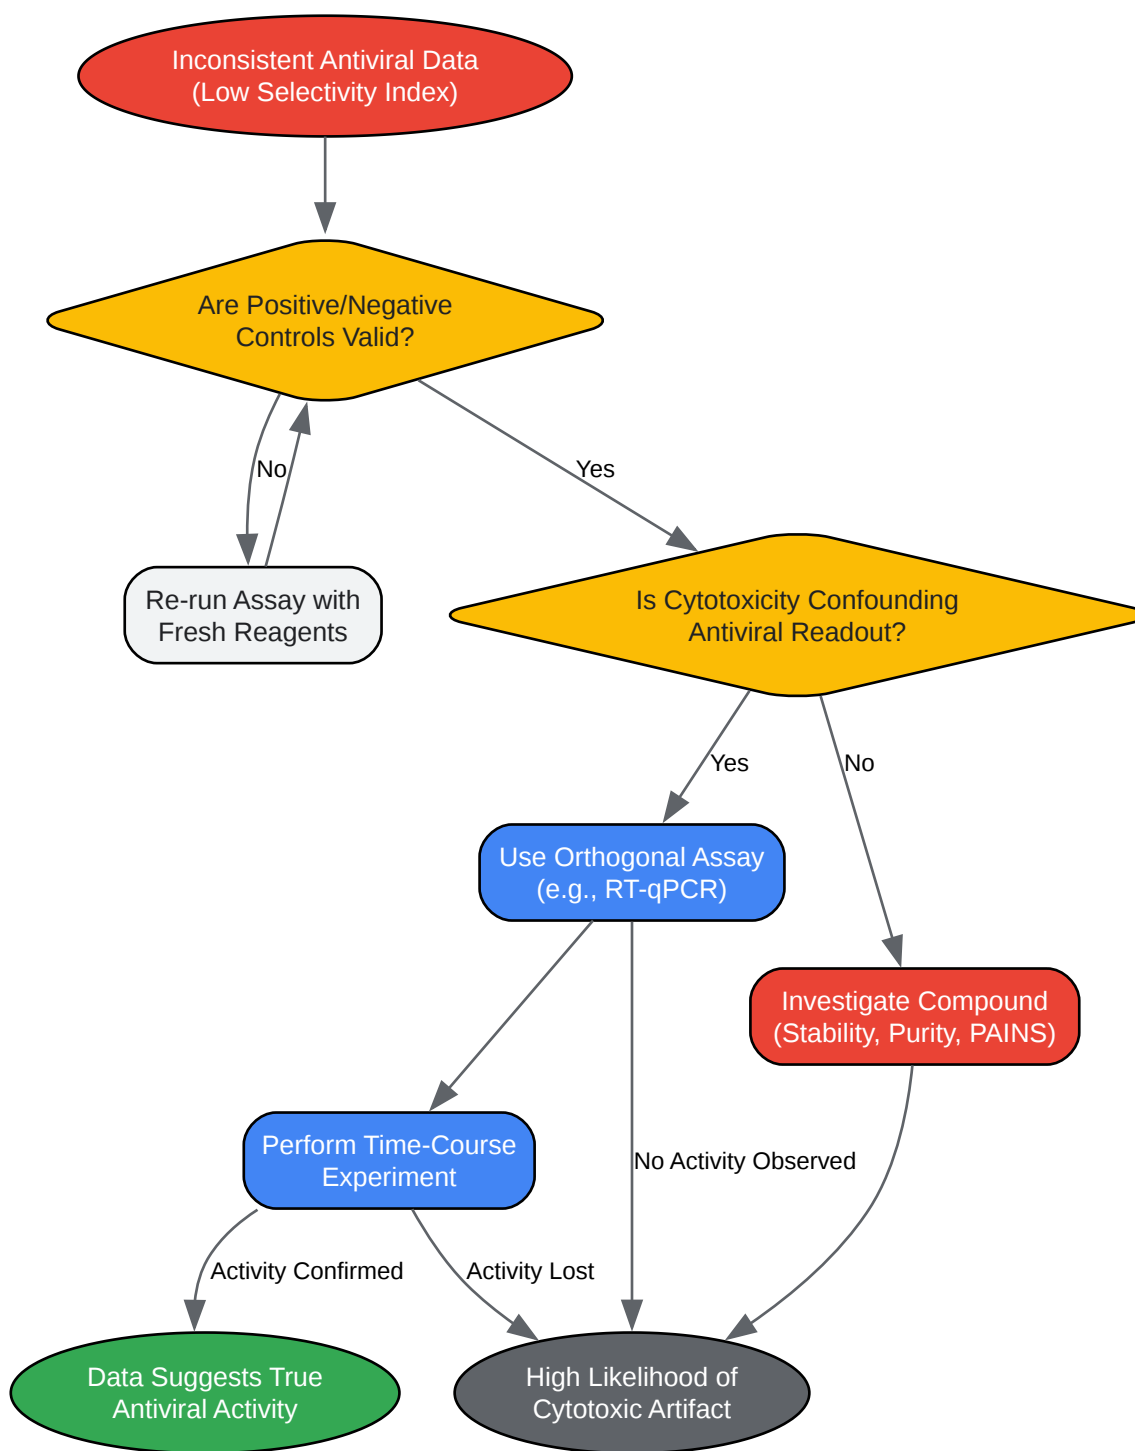 Inconsistent Antiviral Data
(Low Selectivity Index)
Are Positive/Negative
Controls Valid?
No
Yes
Re-run Assay with
Fresh Reagents
Is Cytotoxicity Confounding
Antiviral Readout?
Yes
No
Use Orthogonal Assay
(e.g., RT-qPCR)
Investigate Compound
(Stability, Purity, PAINS)
Perform Time-Course
Experiment
No Activity Observed
Activity Confirmed
Activity Lost
Data Suggests True
Antiviral Activity
High Likelihood of
Cytotoxic Artifact